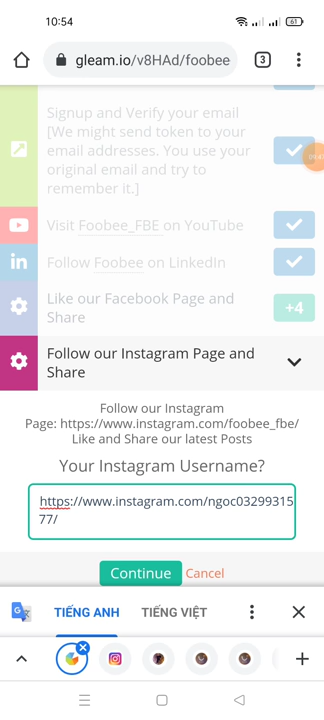 10:54
61
gleam.io/v8HAd/foobee
3
Signup and Verify your email
[We might send token to your
email addresses. You use your
original email and try to
remember it.]
Visit Foobee_FBE on YouTube
in
Follow Foobee on LinkedIn
Like our Facebook Page and
Share
+4
Follow our Instagram Page and
Share
Follow our Instagram
Page: https://www.instagram.com/foobee_fbe/
Like and Share our latest Posts
Your Instagram Username?
https://www.instagram.com/ngoc03299315
77/
Continue Cancel
TIẾNG ANH TIẾNG VIỆT